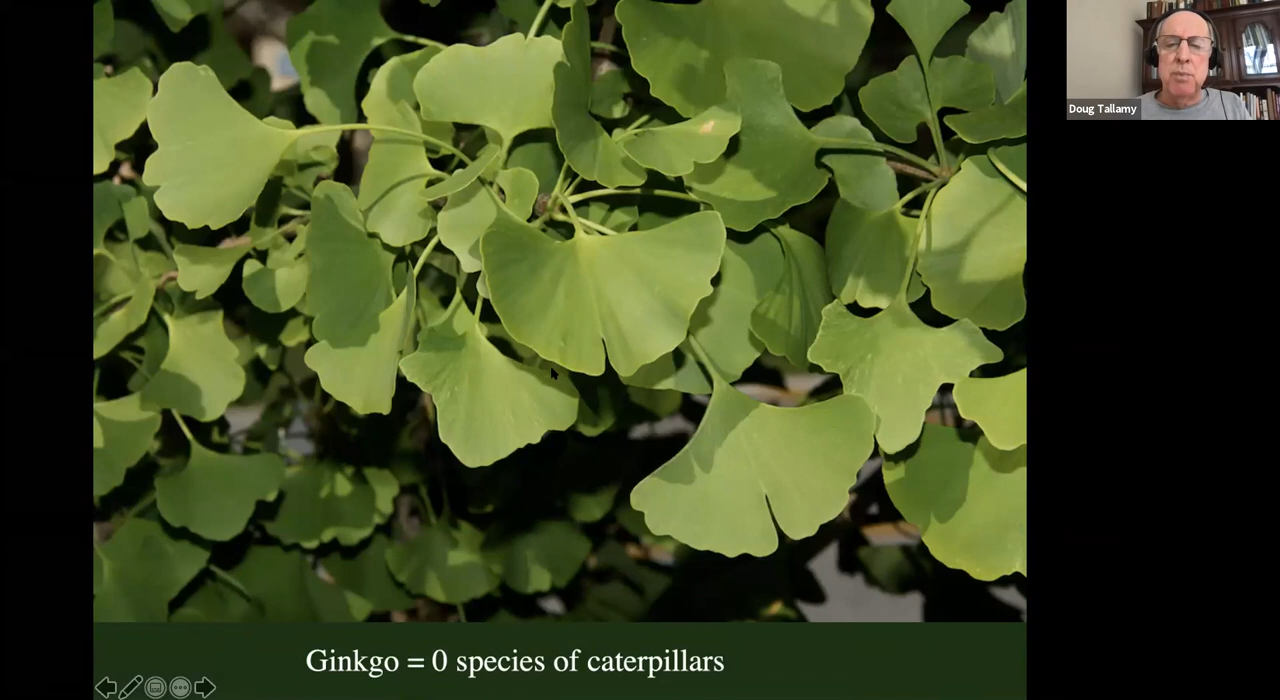 Doug Tallamy
Ginkgo = 0 species of caterpillars